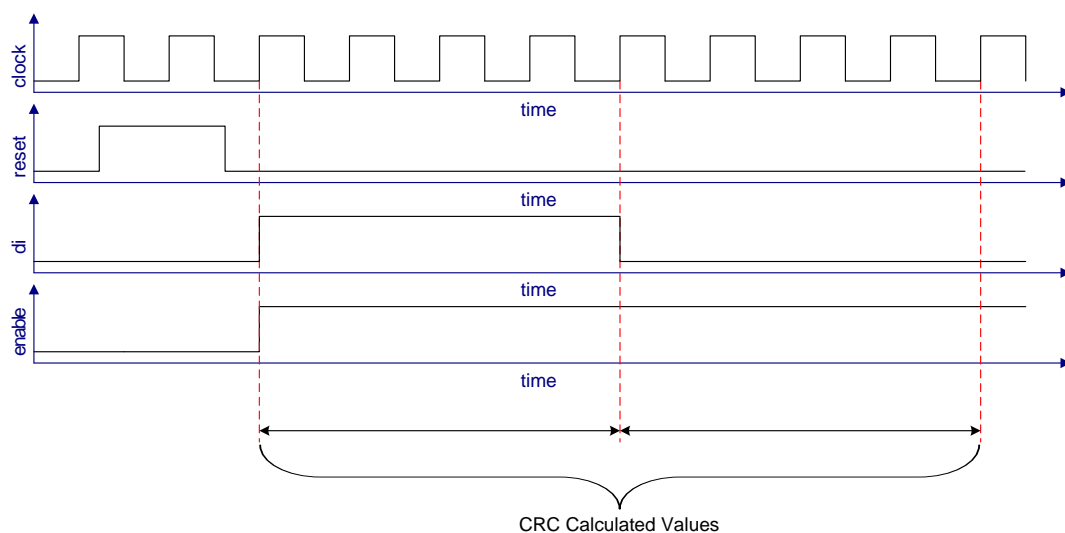 clock
time
reset
time
di
time
enable
time
CRC Calculated Values